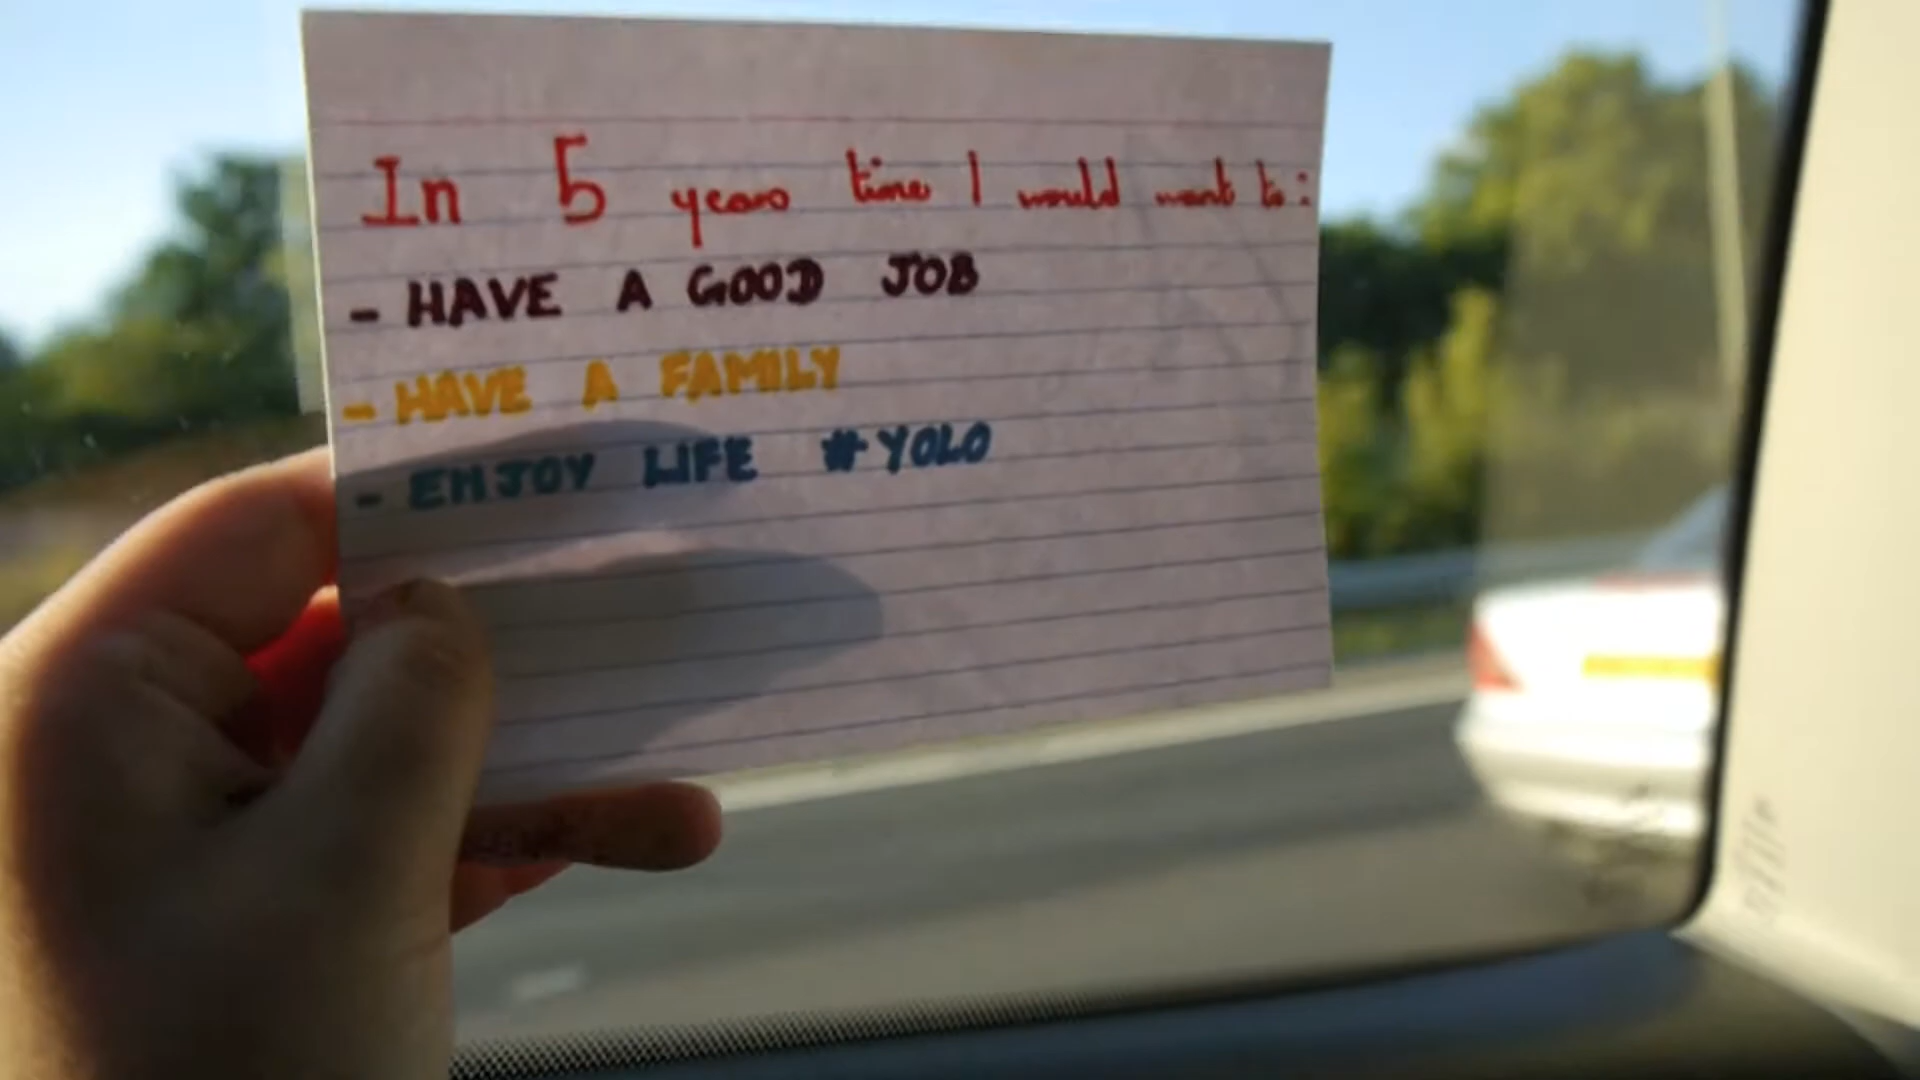 In 5 years time I would want to:
- HAVE A GOOD JOB
- HAVE A FAMILY
- ENJOY LIFE #YOLO